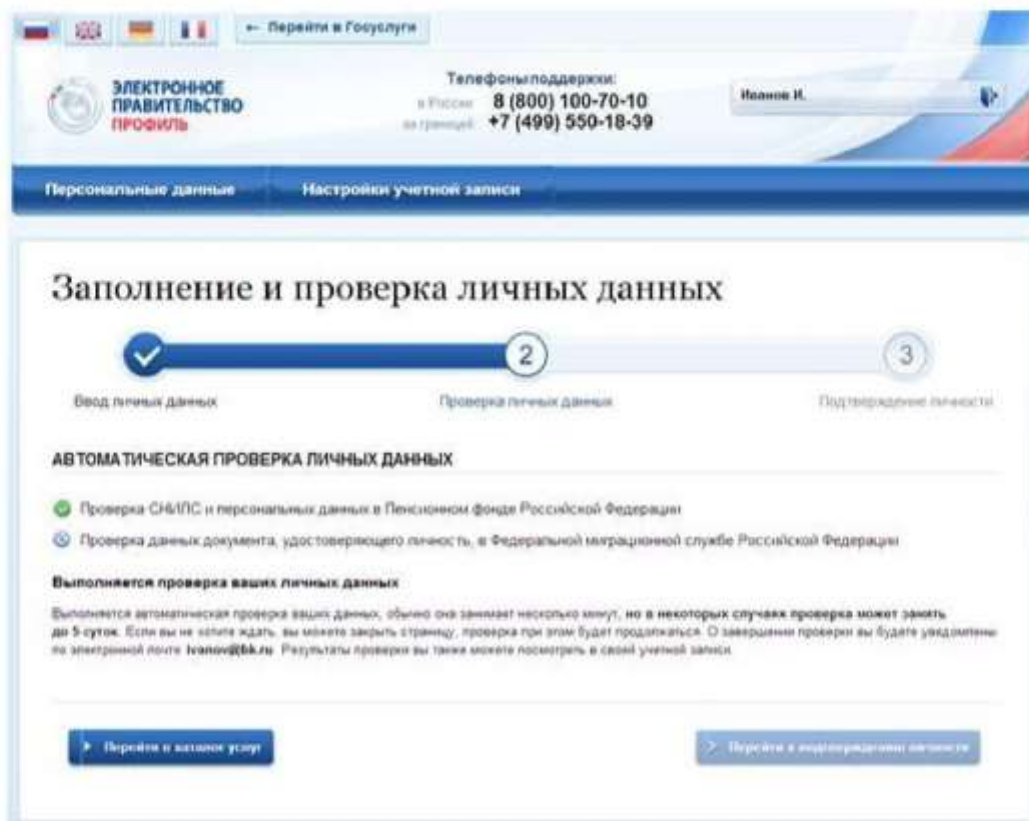 ← Перейти в Госуслуги
ЭЛЕКТРОННОЕ
ПРАВИТЕЛЬСТВО
ПРОФИЛЬ
Телефоны поддержки:
в России 8 (800) 100-70-10
за границей +7 (499) 550-18-39
Иванов И.
Персональные данные Настройки учетной записи
Заполнение и проверка личных данных
2 3
Ввод личных данных Проверка личных данных Подтверждение личности
АВТОМАТИЧЕСКАЯ ПРОВЕРКА ЛИЧНЫХ ДАННЫХ
Проверка СНИЛС и персональных данных в Пенсионном фонде Российской Федерации
Проверка данных документа, удостоверяющего личность, в Федеральной миграционной службе Российской Федерации
Выполняется проверка ваших личных данных
Выполняется автоматическая проверка ваших данных, обычно она занимает несколько минут, но в некоторых случаях проверка может занять
до 5 суток. Если вы не хотите ждать, вы можете закрыть страницу, проверка при этом будет продолжаться. О завершении проверки вы будете уведомлены
по электронной почте ivanov@bk.ru. Результаты проверки вы также можете посмотреть в своей учетной записи.
Перейти в каталог услуг Перейти к подтверждению личности